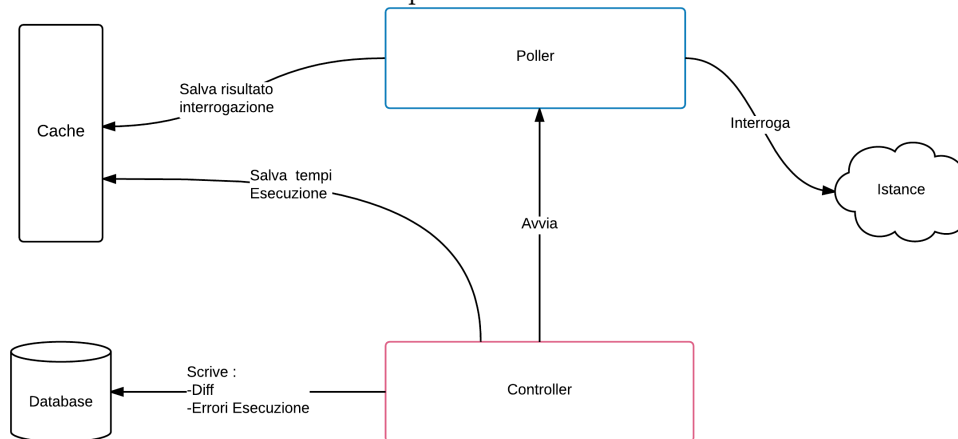 Poller
Salva risultato
interrogazione
Cache
Interroga
Salva tempi
Esecuzione
Istance
Avvia
Scrive :
-Diff
-Errori Esecuzione
Database
Controller